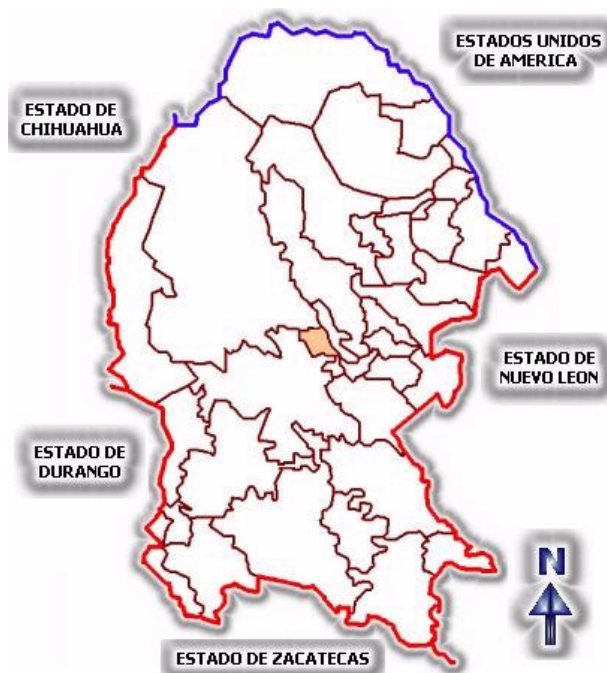 ESTADOS UNIDOS
DE AMERICA
ESTADO DE
CHIHUAHUA
ESTADO DE
NUEVO LEON
ESTADO DE
DURANGO
N
ESTADO DE ZACATECAS